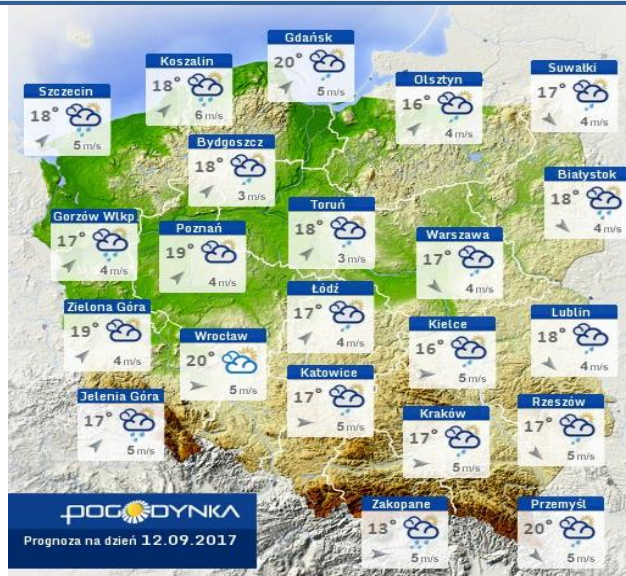 Gdańsk
20°
5 m/s
Koszalin
18°
6 m/s
Suwałki
17°
4 m/s
Olsztyn
16°
4 m/s
Szczecin
18°
5 m/s
Bydgoszcz
18°
3 m/s
Białystok
18°
4 m/s
Toruń
18°
3 m/s
Gorzów Wlkp
17°
4 m/s
Poznań
19°
4 m/s
Warszawa
17°
4 m/s
Łódź
17°
4 m/s
Zielona Góra
19°
4 m/s
Lublin
18°
4 m/s
Kielce
16°
5 m/s
Wrocław
20°
5 m/s
Katowice
17°
5 m/s
Jelenia Góra
17°
5 m/s
Rzeszów
17°
5 m/s
Kraków
17°
5 m/s
Zakopane
13°
5 m/s
Przemyśl
20°
5 m/s
POGODYNKA
Prognoza na dzień 12.09.2017